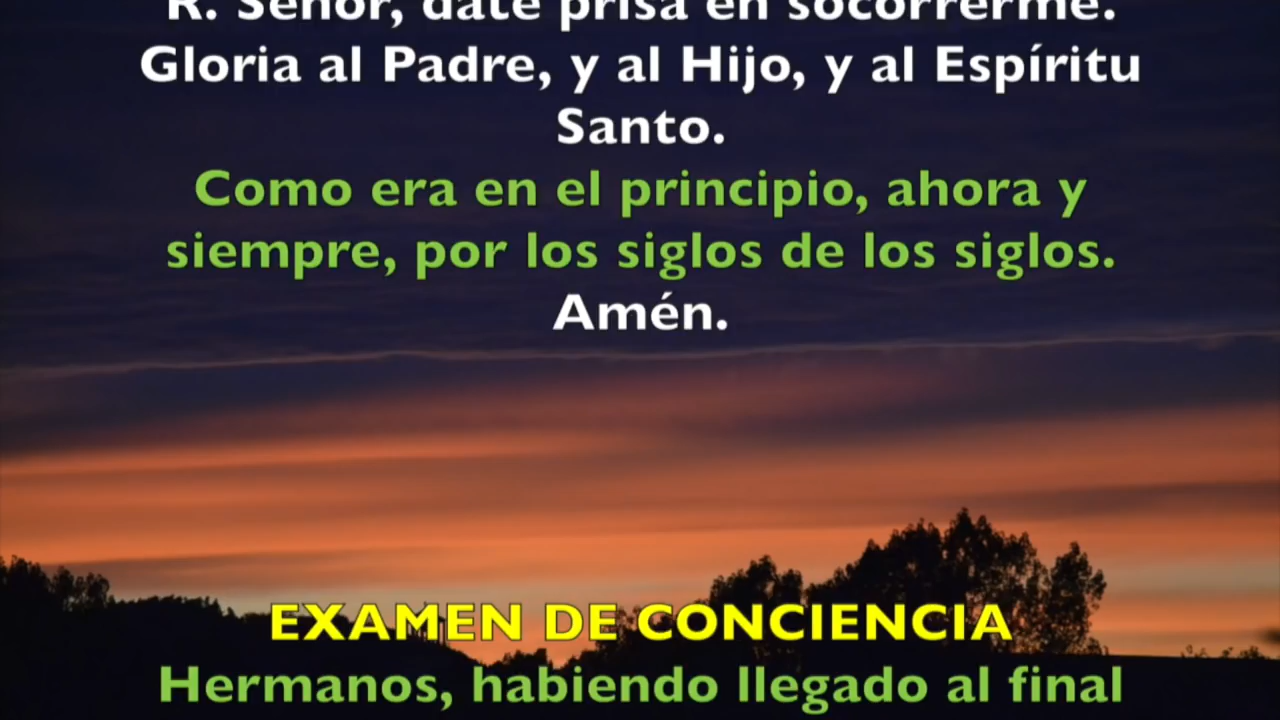 R. Señor, date prisa en socorrerme.
Gloria al Padre, y al Hijo, y al Espíritu
Santo.
Como era en el principio, ahora y
siempre, por los siglos de los siglos.
Amén.
EXAMEN DE CONCIENCIA
Hermanos, habiendo llegado al final